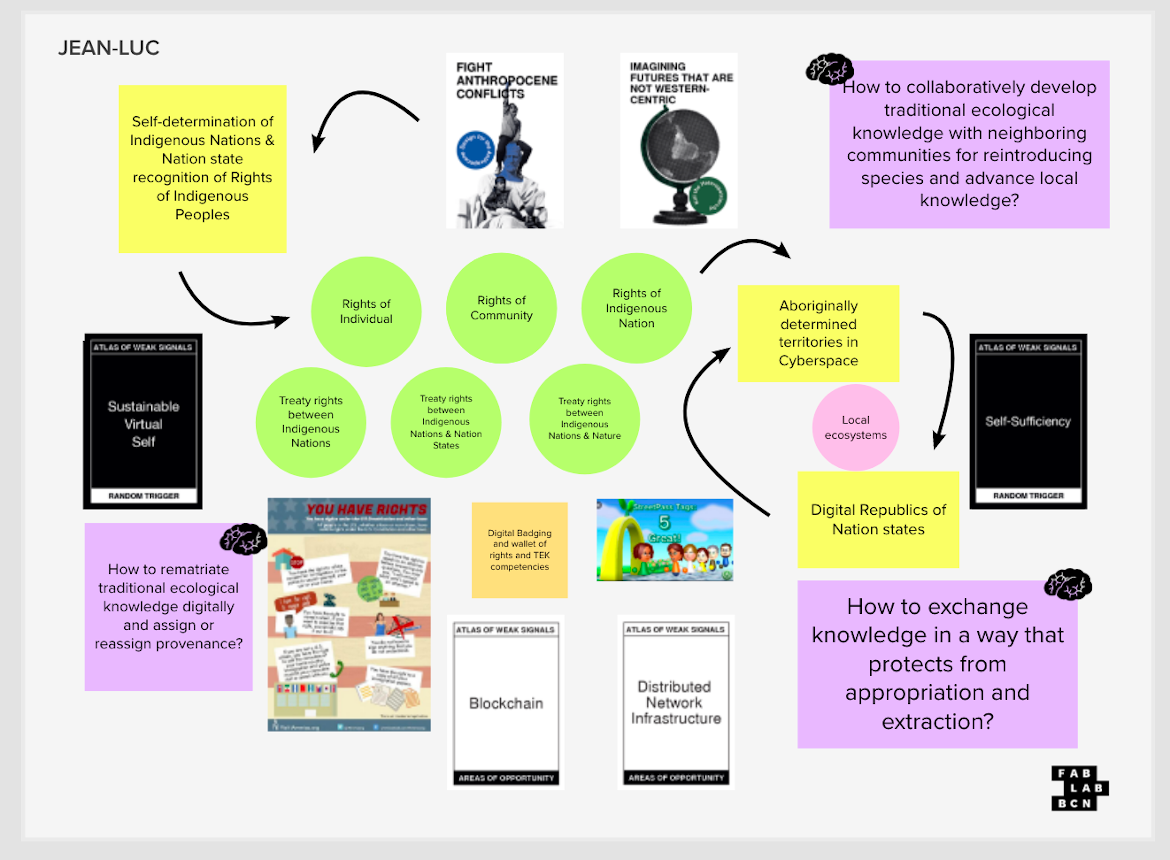 JEAN-LUC
FIGHT
ANTHROPOCENE
CONFLICTS
IMAGINING
FUTURES THAT ARE
NOT WESTERN-
CENTRIC
How to collaboratively develop
traditional ecological
knowledge with neighboring
communities for reintroducing
species and advance local
knowledge?
Self-determination of
Indigenous Nations &
Nation state
recognition of Rights
of Indigenous
Peoples
Rights of
Individual
Rights of
Community
Rights of
Indigenous
Nation
Aboriginally
determined
territories in
Cyberspace
ATLAS OF WEAK SIGNALS
Sustainable
Virtual
Self
RANDOM TRIGGER
Treaty rights
between
Indigenous
Nations
Treaty rights
between
Indigenous
Nations & Nation
States
Treaty rights
between
Indigenous
Nations & Nature
Local
ecosystems
ATLAS OF WEAK SIGNALS
Self-Sufficiency
RANDOM TRIGGER
Digital Republics of
Nation states
How to rematriate
traditional ecological
knowledge digitally
and assign or
reassign provenance?
YOU HAVE RIGHTS
Digital Badging
and wallet of
rights and TEK
competencies
StreetPass Tags:
5
Great!
ATLAS OF WEAK SIGNALS
Blockchain
AREAS OF OPPORTUNITY
ATLAS OF WEAK SIGNALS
Distributed
Network
Infrastructure
AREAS OF OPPORTUNITY
How to exchange
knowledge in a way that
protects from
appropriation and
extraction?
FAB
LAB
BCN